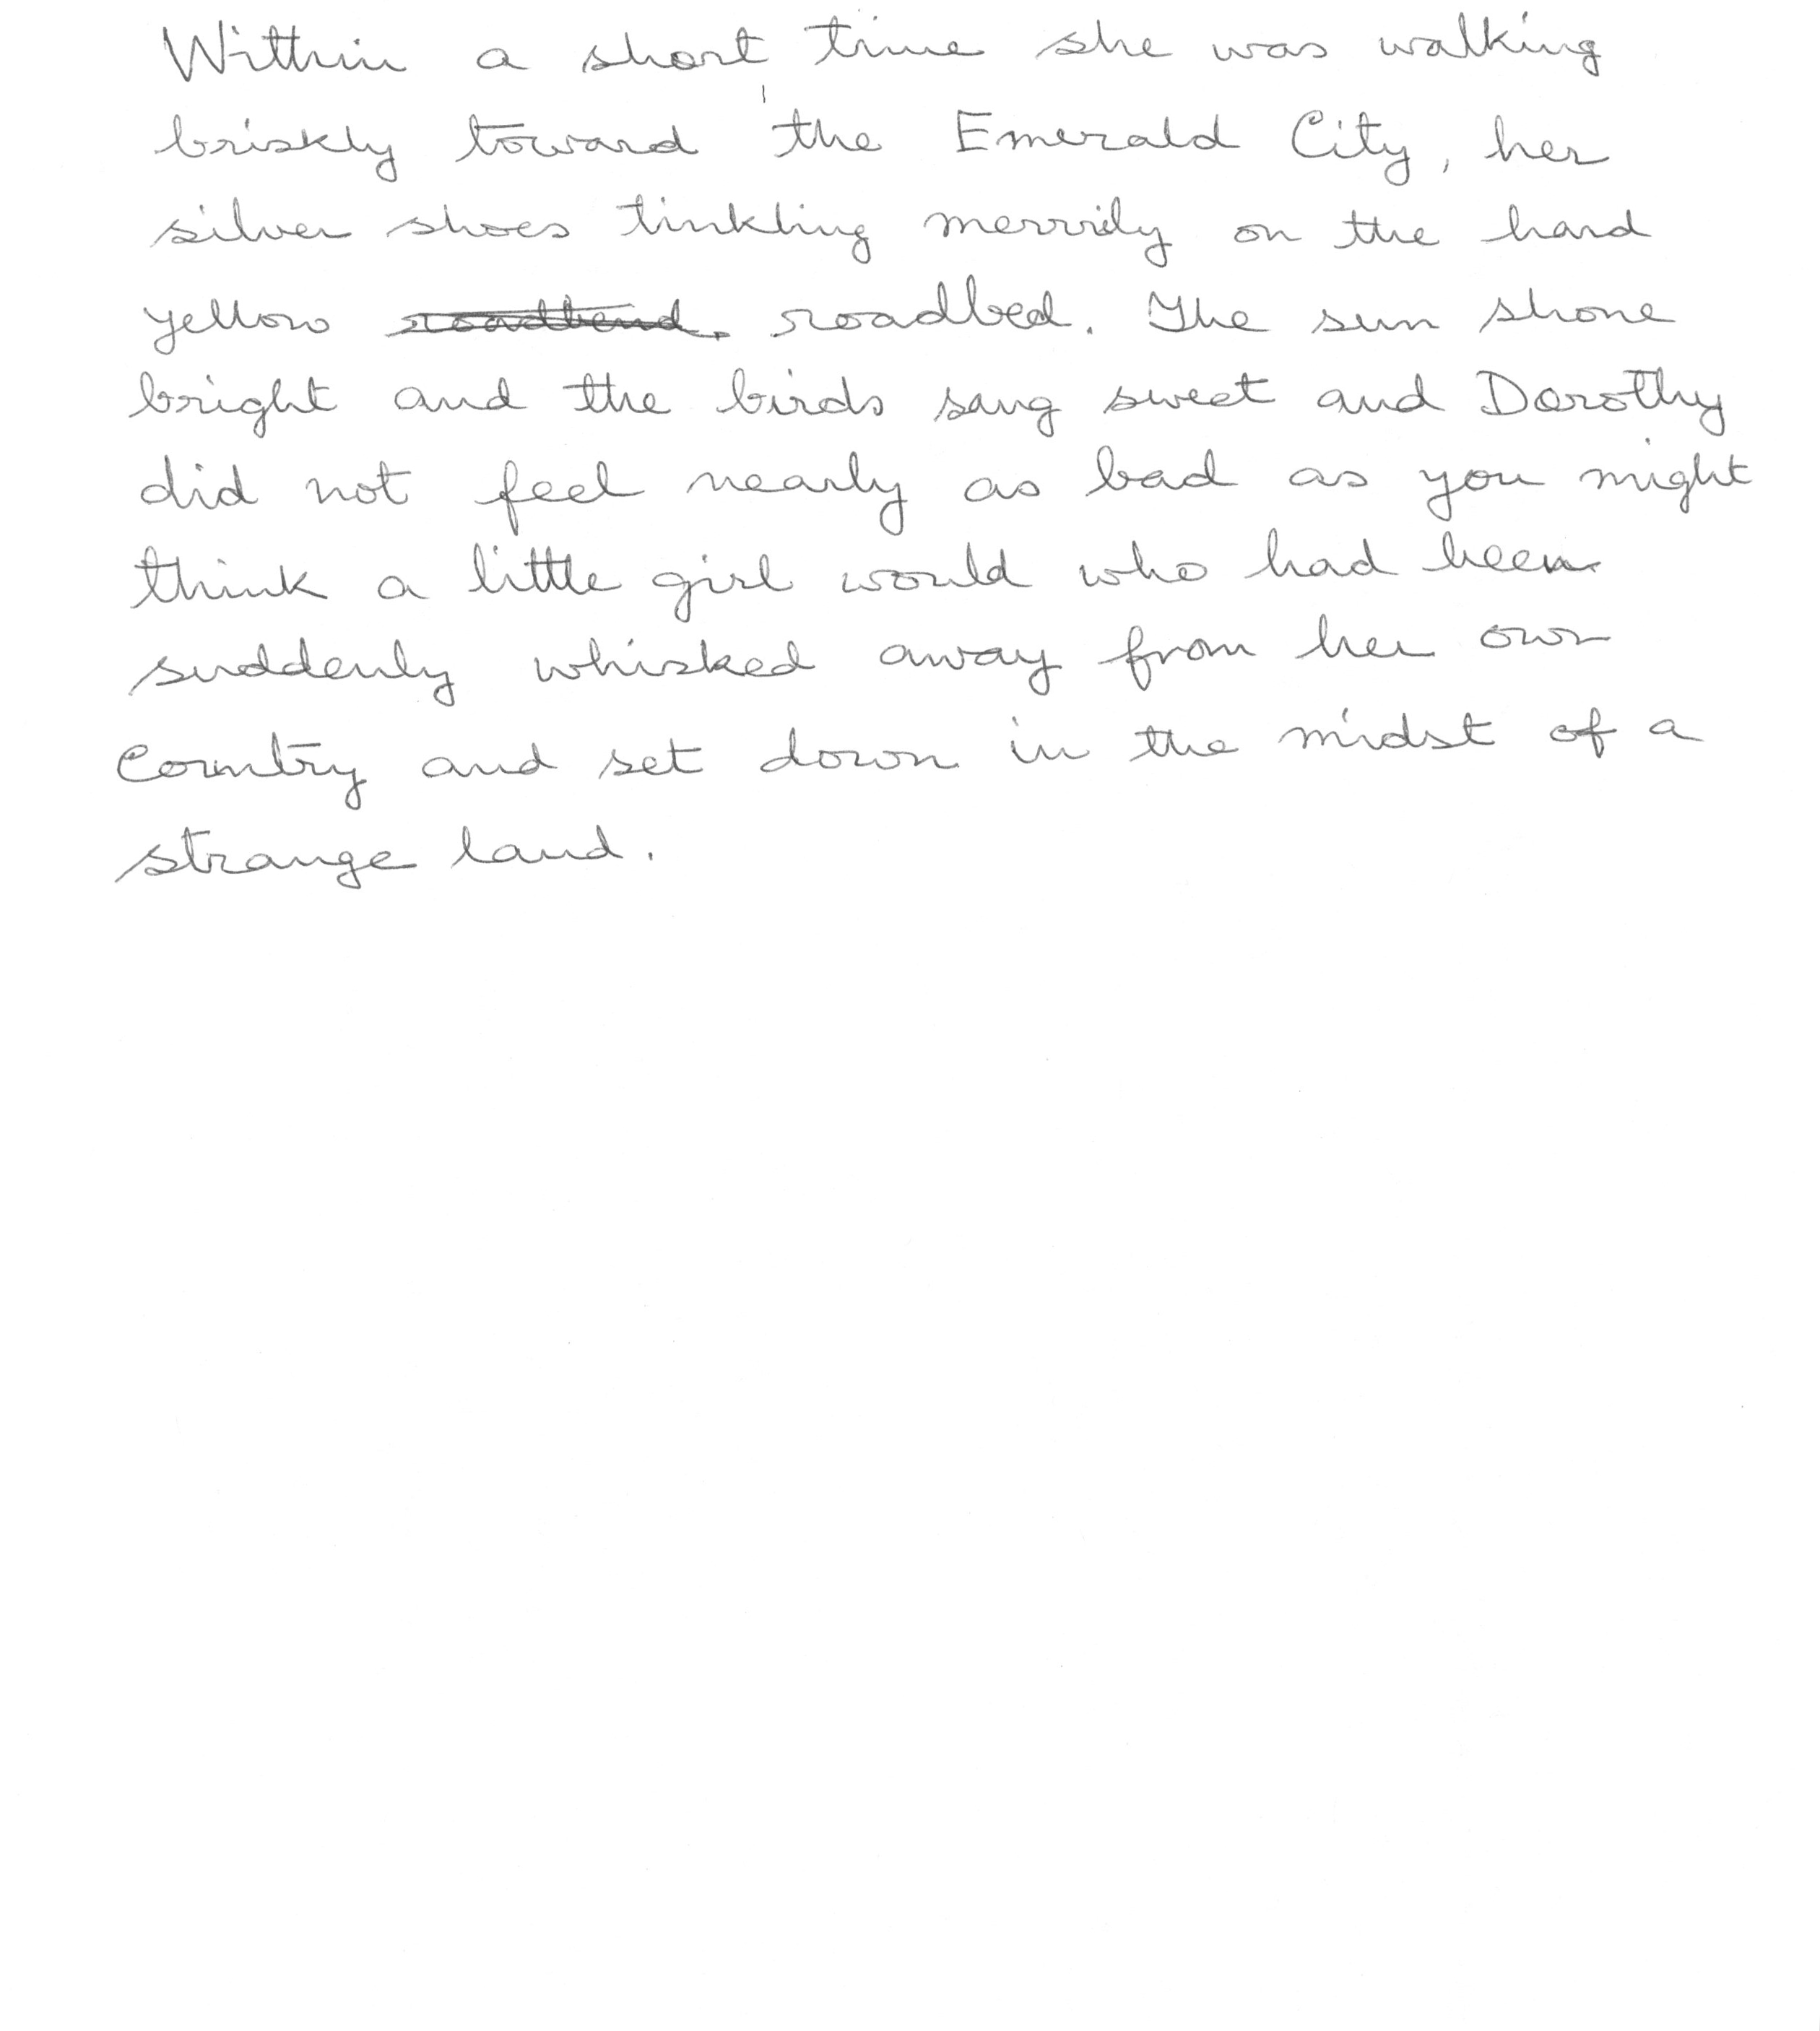 Within a short time she was walking
briskly toward the Emerald City, her
silver shoes tinkling merrily on the hard
yellow roadbed. The sun shone
bright and the birds sang sweet and Dorothy
did not feel nearly as bad as you might
think a little girl would who had been
suddenly whisked away from her own
Country and set down in the midst of a
strange land.